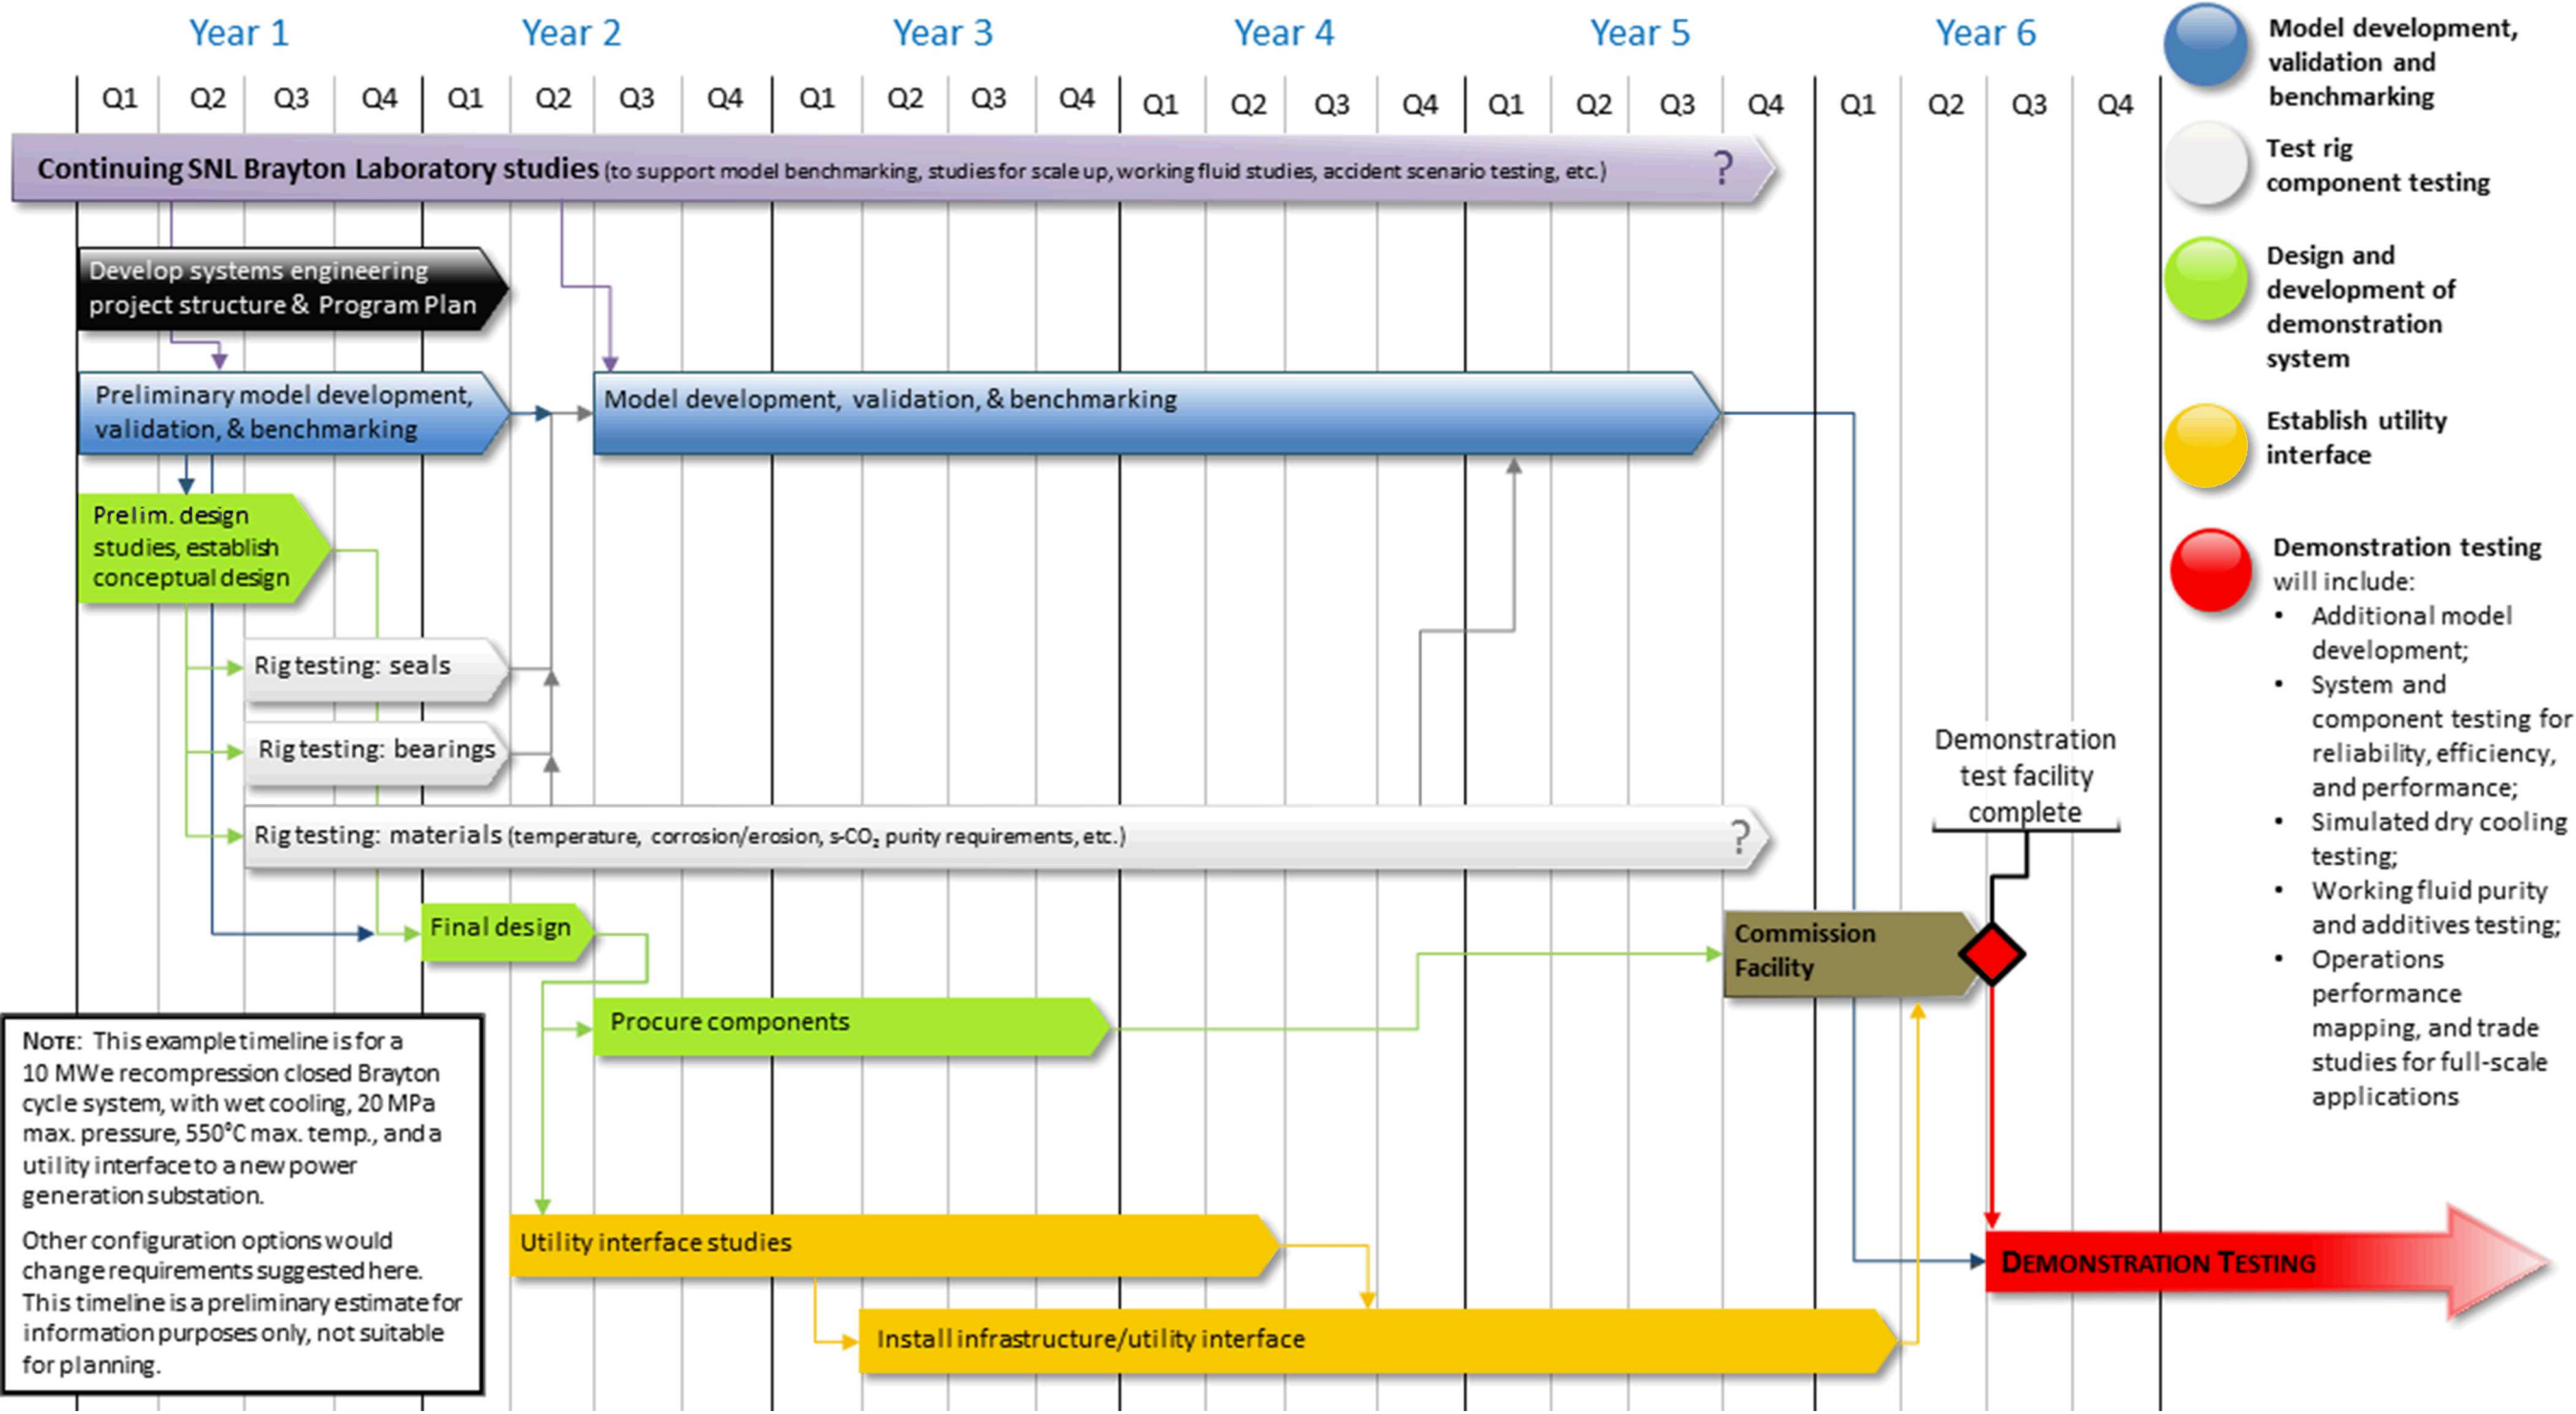 Year 1
Year 2
Year 3
Year 4
Year 5
Year 6
Q1 Q2 Q3 Q4 Q1 Q2 Q3 Q4 Q1 Q2 Q3 Q4 Q1 Q2 Q3 Q4 Q1 Q2 Q3 Q4 Q1 Q2 Q3 Q4
Continuing SNL Brayton Laboratory studies (to support model benchmarking, studies for scale up, working fluid studies, accident scenario testing, etc.) ?
Develop systems engineering
project structure & Program Plan
Preliminary model development,
validation, & benchmarking
Model development, validation, & benchmarking
Prelim. design
studies, establish
conceptual design
Rig testing: seals
Rig testing: bearings
Rig testing: materials (temperature, corrosion/erosion, s-CO₂ purity requirements, etc.) ?
Final design
Procure components
Commission
Facility
Demonstration
test facility
complete
Utility interface studies
Install infrastructure/utility interface
DEMONSTRATION TESTING
NOTE: This example timeline is for a
10 MWe recompression closed Brayton
cycle system, with wet cooling, 20 MPa
max. pressure, 550°C max. temp., and a
utility interface to a new power
generation substation.
Other configuration options would
change requirements suggested here.
This timeline is a preliminary estimate for
information purposes only, not suitable
for planning.
Model development,
validation and
benchmarking
Test rig
component testing
Design and
development of
demonstration
system
Establish utility
interface
Demonstration testing
will include:
• Additional model
development;
• System and
component testing for
reliability, efficiency,
and performance;
• Simulated dry cooling
testing;
• Working fluid purity
and additives testing;
• Operations
performance
mapping, and trade
studies for full-scale
applications